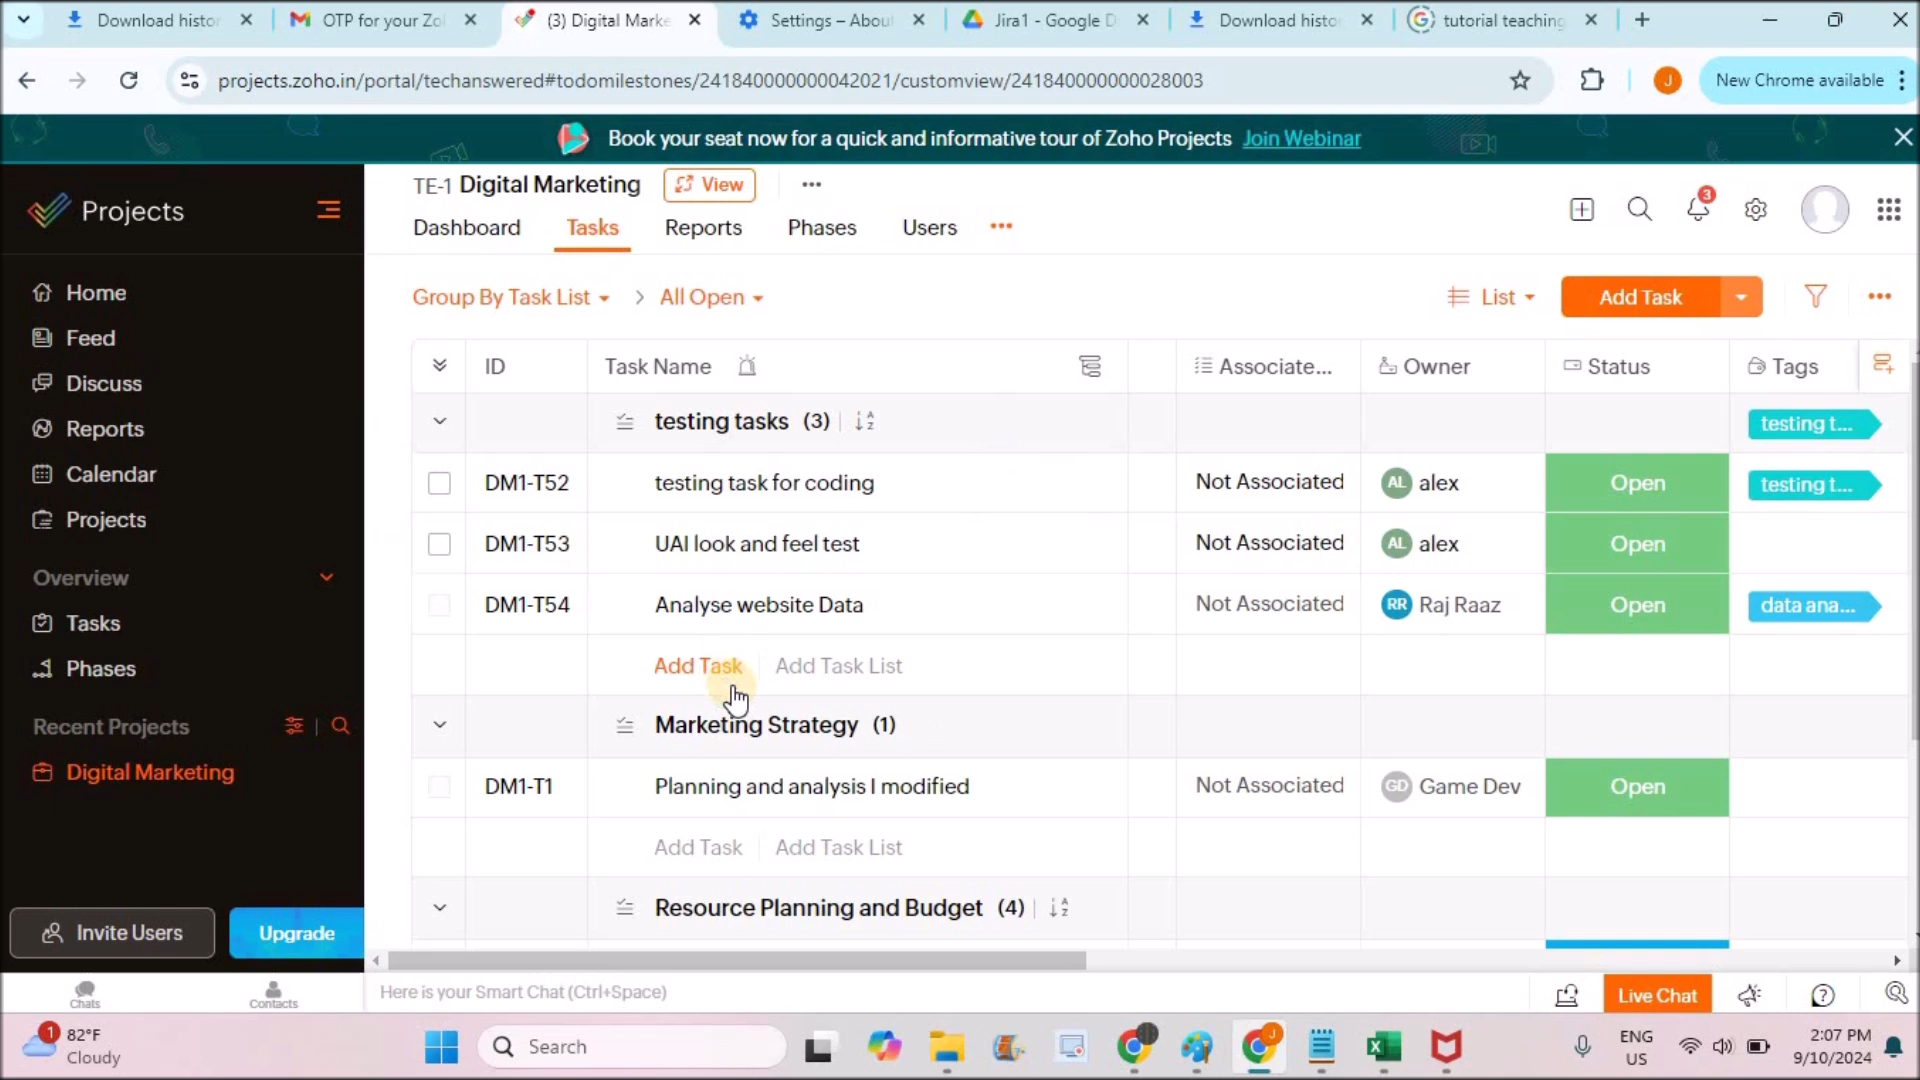 Download histor
OTP for your Zoh
(3) Digital Marke
Settings – Abou
Jira1 - Google D
Download histor
tutorial teaching
projects.zoho.in/portal/techanswered#todomilestones/241840000000042021/customview/241840000000028003
J
New Chrome available
Book your seat now for a quick and informative tour of Zoho Projects Join Webinar
Projects
TE-1 Digital Marketing
View
Dashboard
Tasks
Reports
Phases
Users
3
Home
Feed
Discuss
Reports
Calendar
Projects
Overview
Tasks
Phases
Recent Projects
Digital Marketing
Invite Users
Upgrade
Group By Task List
All Open
List
Add Task
ID
Task Name
Associate...
Owner
Status
Tags
testing tasks (3)
testing t...
DM1-T52
testing task for coding
Not Associated
AL alex
Open
testing t...
DM1-T53
UAI look and feel test
Not Associated
AL alex
Open
DM1-T54
Analyse website Data
Not Associated
RR Raj Raaz
Open
data ana...
Add Task
Add Task List
Marketing Strategy (1)
DM1-T1
Planning and analysis I modified
Not Associated
GD Game Dev
Open
Add Task
Add Task List
Resource Planning and Budget (4)
Chats
Contacts
Here is your Smart Chat (Ctrl+Space)
Live Chat
1
82°F
Cloudy
Search
J
ENG
US
2:07 PM
9/10/2024